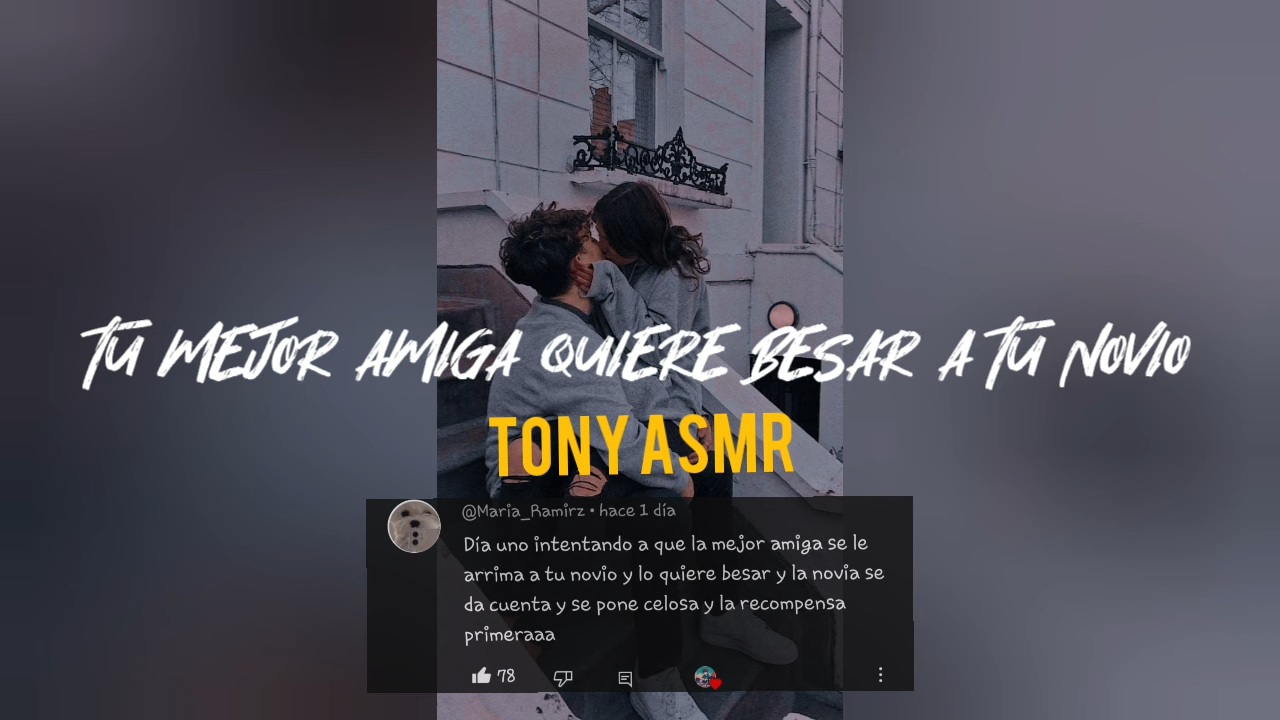 TU MEJOR AMIGA QUIERE BESAR A TU NOVIO
TONY ASMR
@Maria_Ramirz • hace 1 día
Día uno intentando a que la mejor amiga se le
arrima a tu novio y lo quiere besar y la novia se
da cuenta y se pone celosa y la recompensa
primeraaa
78